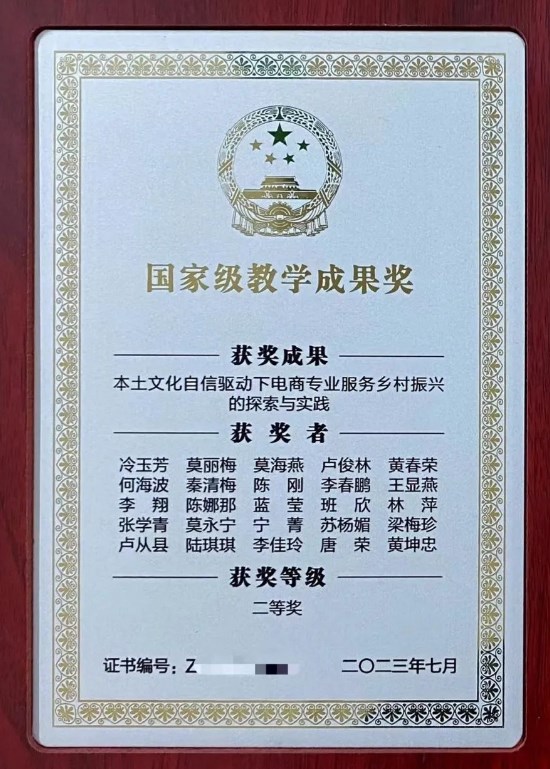 国家级教学成果奖
获奖成果
本土文化自信驱动下电商专业服务乡村振兴
的探索与实践
获奖者
冷玉芳 莫丽梅 莫海燕 卢俊林 黄春荣
何海波 秦清梅 陈刚 李春鹏 王显燕
李翔 陈娜那 蓝莹 班欣 林萍
张学青 莫永宁 宁菁 苏杨媚 梁梅珍
卢从县 陆琪琪 李佳玲 唐荣 黄坤忠
获奖等级
二等奖
证书编号：Z 二〇二三年七月